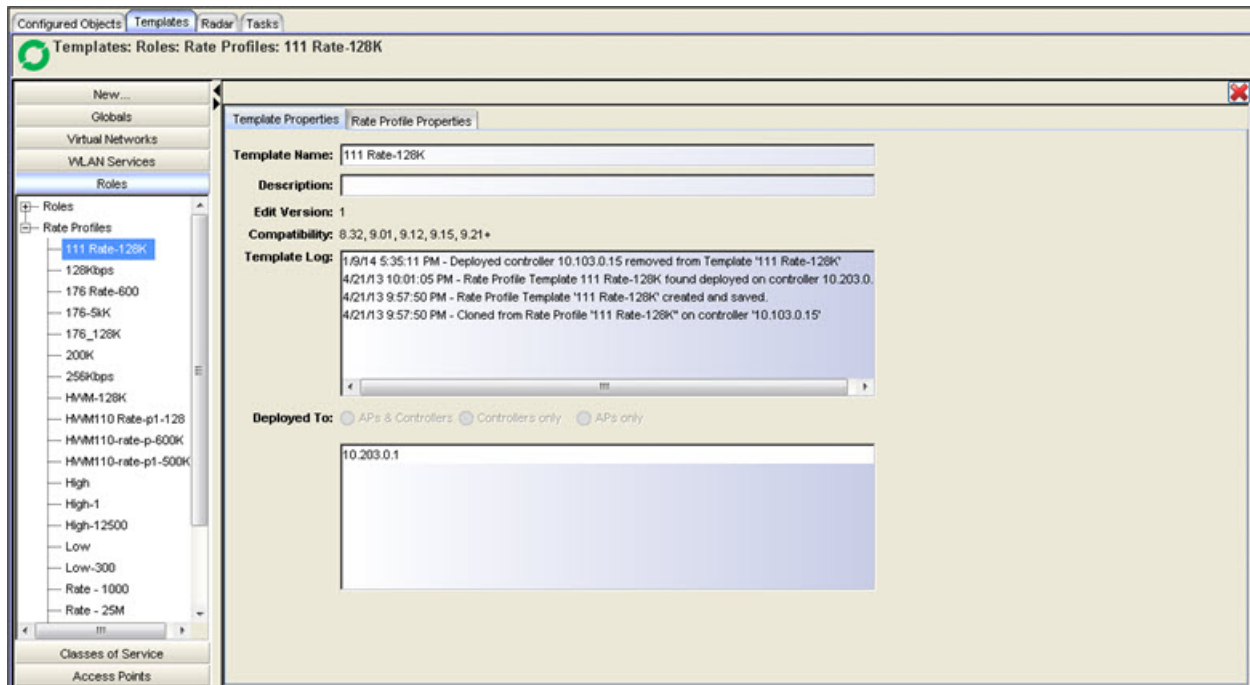 Configured Objects Templates Radar Tasks
Templates: Roles: Rate Profiles: 111 Rate-128K
New...
Globals
Virtual Networks
WLAN Services
Roles
Roles
Rate Profiles
111 Rate-128K
128Kbps
176 Rate-600
176-5kK
176_128K
200K
256Kbps
HWM-128K
HWM110 Rate-p1-128
HWM110-rate-p-600K
HWM110-rate-p1-500K
High
High-1
High-12500
Low
Low-300
Rate - 1000
Rate - 25M
Classes of Service
Access Points
Template Properties Rate Profile Properties
Template Name: 111 Rate-128K
Description:
Edit Version: 1
Compatibility: 8.32, 9.01, 9.12, 9.15, 9.21+
Template Log: 1/9/14 5:35:11 PM - Deployed controller 10.103.0.15 removed from Template '111 Rate-128K'
4/21/13 10:01:05 PM - Rate Profile Template 111 Rate-128K found deployed on controller 10.203.0.
4/21/13 9:57:50 PM - Rate Profile Template '111 Rate-128K' created and saved.
4/21/13 9:57:50 PM - Cloned from Rate Profile '111 Rate-128K" on controller '10.103.0.15'
Deployed To: APs & Controllers Controllers only APs only
10.203.0.1